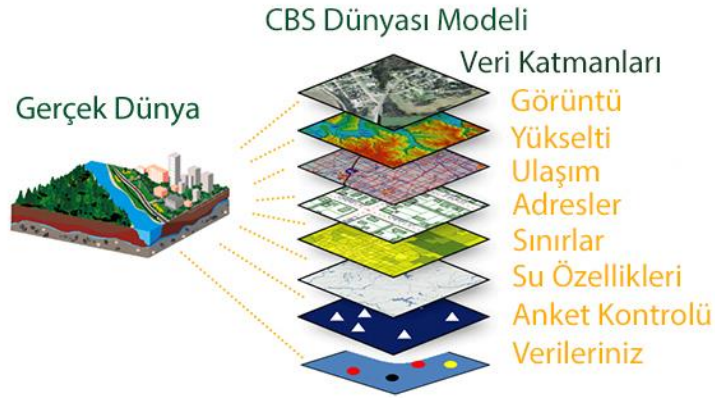 CBS Dünyası Modeli
Veri Katmanları
Gerçek Dünya
Görüntü
Yükselti
Ulaşım
Adresler
Sınırlar
Su Özellikleri
Anket Kontrolü
Verileriniz